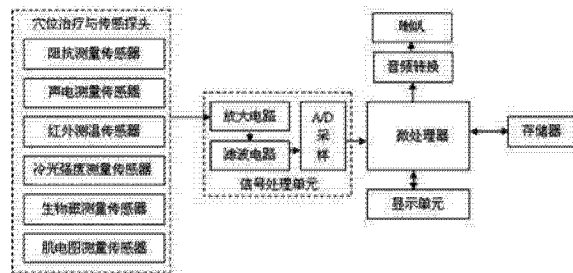 穴位治疗与传感探头
阻抗测量传感器
声电测量传感器
红外测温传感器
冷光强度测量传感器
生物磁测量传感器
肌电图测量传感器
放大电路
滤波电路
A/D
采
样
信号处理单元
喇叭
音频转换
微处理器
存储器
显示单元